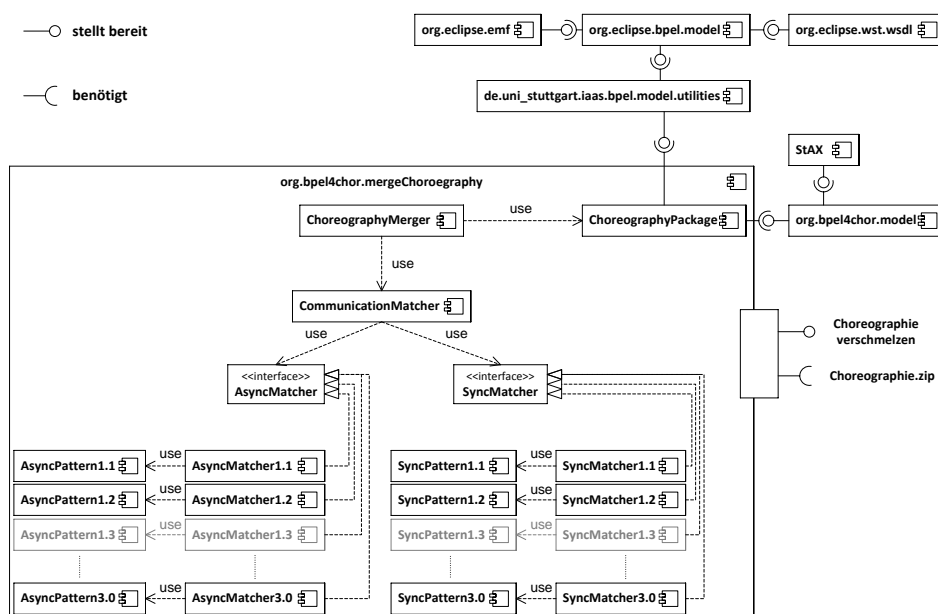 stellt bereit
org.eclipse.emf
org.eclipse.bpel.model
org.eclipse.wst.wsdl
benötigt
de.uni_stuttgart.iaas.bpel.model.utilities
StAX
org.bpel4chor.mergeChoroegraphy
ChoreographyMerger
use
ChoreographyPackage
org.bpel4chor.model
use
CommunicationMatcher
use
use
Choreographie
verschmelzen
<<interface>>
AsyncMatcher
<<interface>>
SyncMatcher
Choreographie.zip
AsyncPattern1.1
use
AsyncMatcher1.1
SyncPattern1.1
use
SyncMatcher1.1
AsyncPattern1.2
use
AsyncMatcher1.2
SyncPattern1.2
use
SyncMatcher1.2
AsyncPattern1.3
use
AsyncMatcher1.3
SyncPattern1.3
use
SyncMatcher1.3
AsyncPattern3.0
use
AsyncMatcher3.0
SyncPattern3.0
use
SyncMatcher3.0